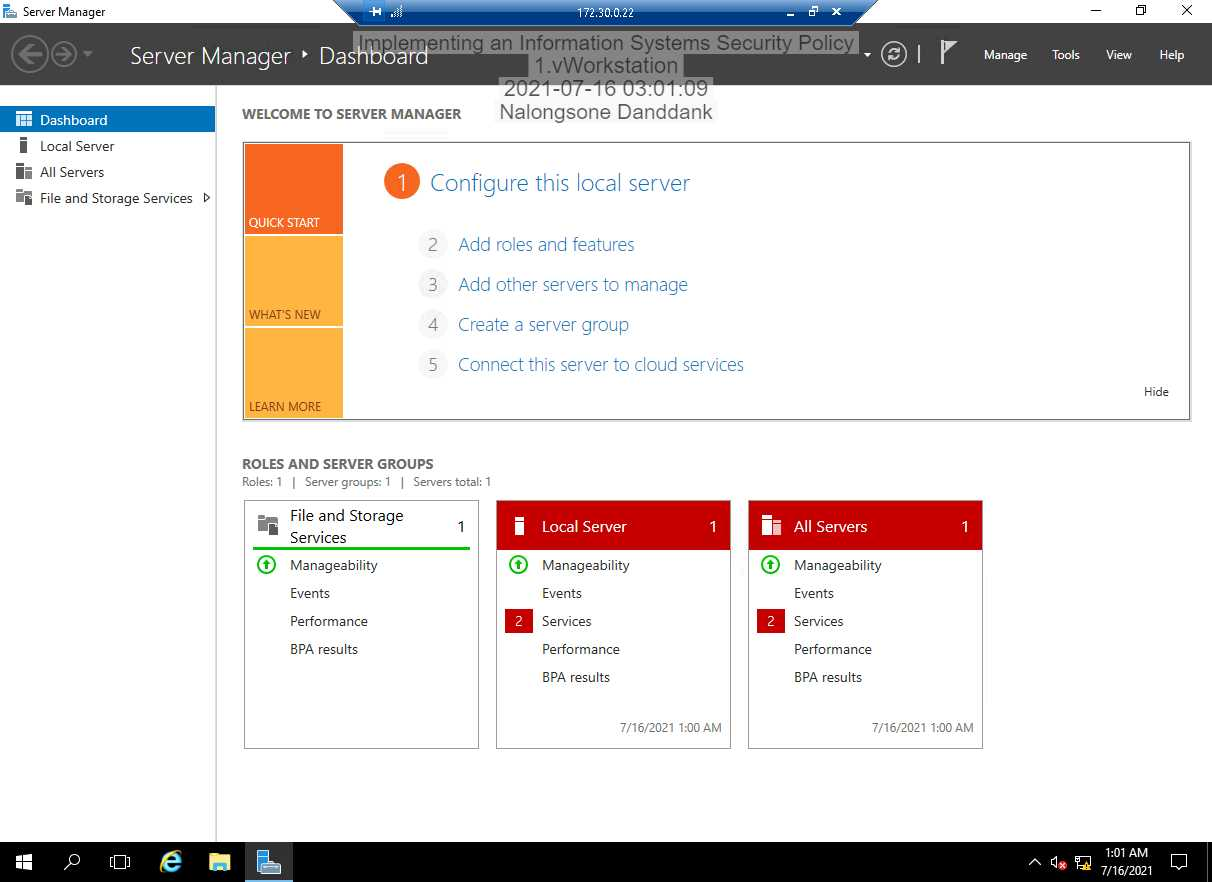 Server Manager
172.30.0.22
Server Manager Dashboard
Implementing an Information Systems Security Policy
1.vWorkstation
2021-07-16 03:01:09
Nalongsone Danddank
Manage
Tools
View
Help
Dashboard
Local Server
All Servers
File and Storage Services
WELCOME TO SERVER MANAGER
QUICK START
WHAT'S NEW
LEARN MORE
1 Configure this local server
2 Add roles and features
3 Add other servers to manage
4 Create a server group
5 Connect this server to cloud services
Hide
ROLES AND SERVER GROUPS
Roles: 1 | Server groups: 1 | Servers total: 1
File and Storage
Services
1
Manageability
Events
Performance
BPA results
Local Server 1
Manageability
Events
2 Services
Performance
BPA results
7/16/2021 1:00 AM
All Servers 1
Manageability
Events
2 Services
Performance
BPA results
7/16/2021 1:00 AM
1:01 AM
7/16/2021